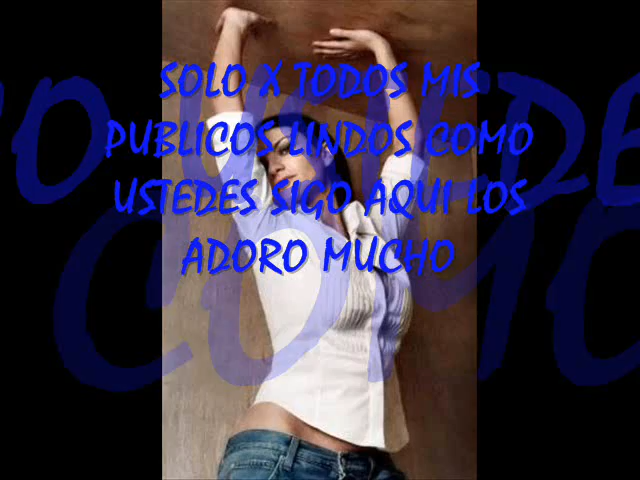 SOLO X TODOS MIS
PUBLICOS LINDOS COMO
USTEDES SIGO AQUI LOS
ADORO MUCHO